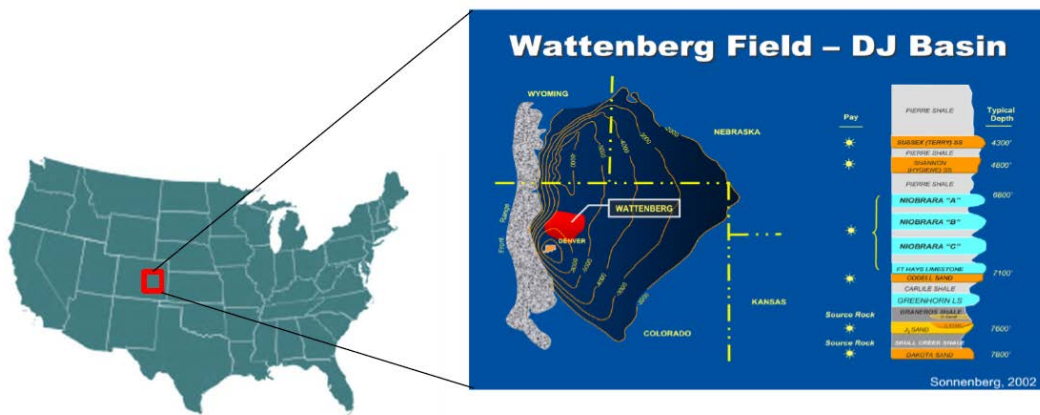 Wattenberg Field – DJ Basin
WYOMING
NEBRASKA
WATTENBERG
DENVER
Front Range
KANSAS
COLORADO
Pay
Typical
Depth
PIERRE SHALE
SUSSEX (TERRY) SS
4300'
PIERRE SHALE
SHANNON
(HYGIENE) SS
4800'
PIERRE SHALE
6600'
NIOBRARA "A"
NIOBRARA "B"
NIOBRARA "C"
FT HAYS LIMESTONE
7100'
CODELL SAND
CARLILE SHALE
GREENHORN LS
Source Rock
GRANEROS SHALE
J SAND
7600'
Source Rock
SKULL CREEK SHALE
DAKOTA SAND
7800'
Sonnenberg, 2002